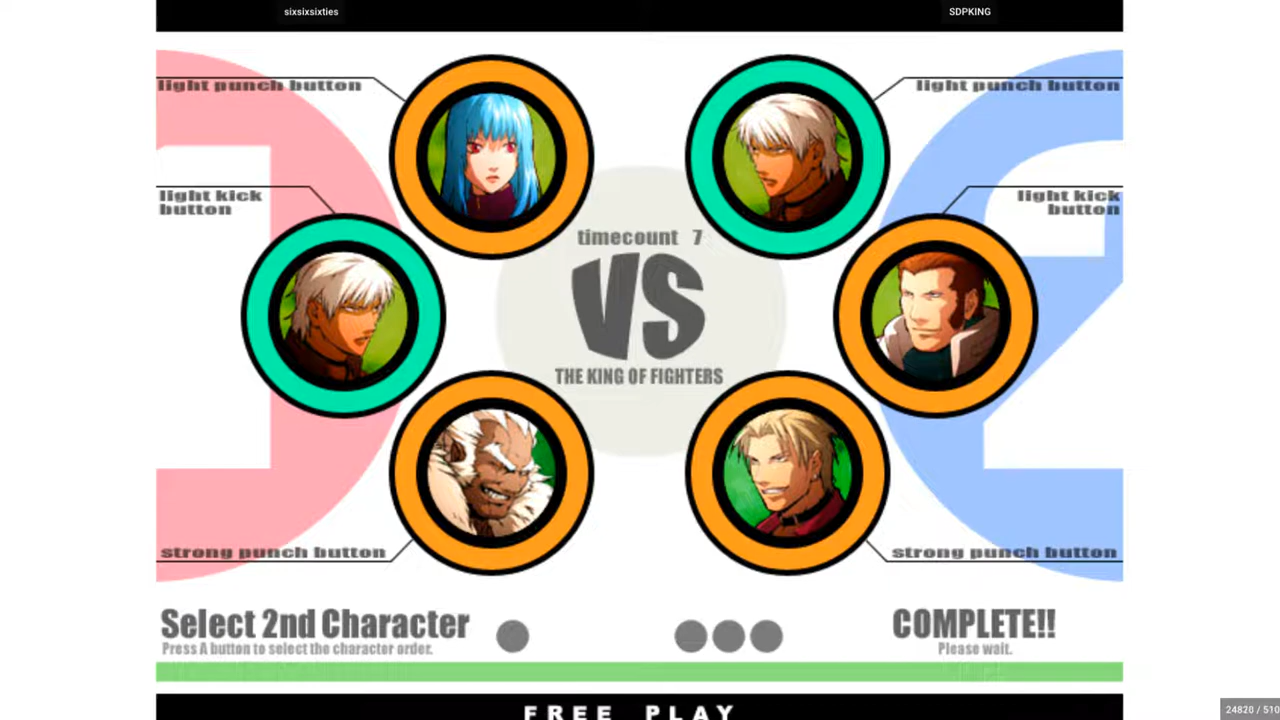 sixsixsixties
SDPKING
light punch button
light punch button
light kick
button
light kick
button
timecount 7
VS
THE KING OF FIGHTERS
1
2
strong punch button
strong punch button
Select 2nd Character
Press A button to select the character order.
COMPLETE!!
Please wait.
FREE PLAY
24820 / 510